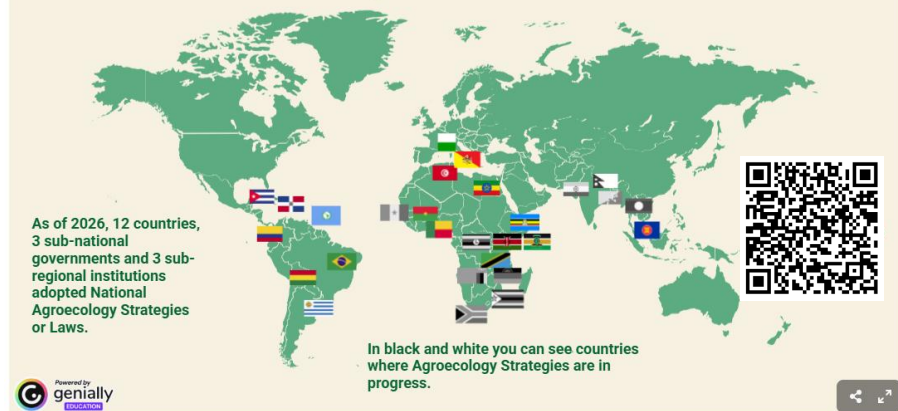 As of 2026, 12 countries,
3 sub-national
governments and 3 sub-
regional institutions
adopted National
Agroecology Strategies
or Laws.
In black and white you can see countries
where Agroecology Strategies are in
progress.
Powered by
genially
EDUCATION